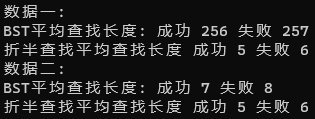 数据一:
BST平均查找长度: 成功 256 失败 257
折半查找平均查找长度 成功 5 失败 6
数据二:
BST平均查找长度: 成功 7 失败 8
折半查找平均查找长度 成功 5 失败 6